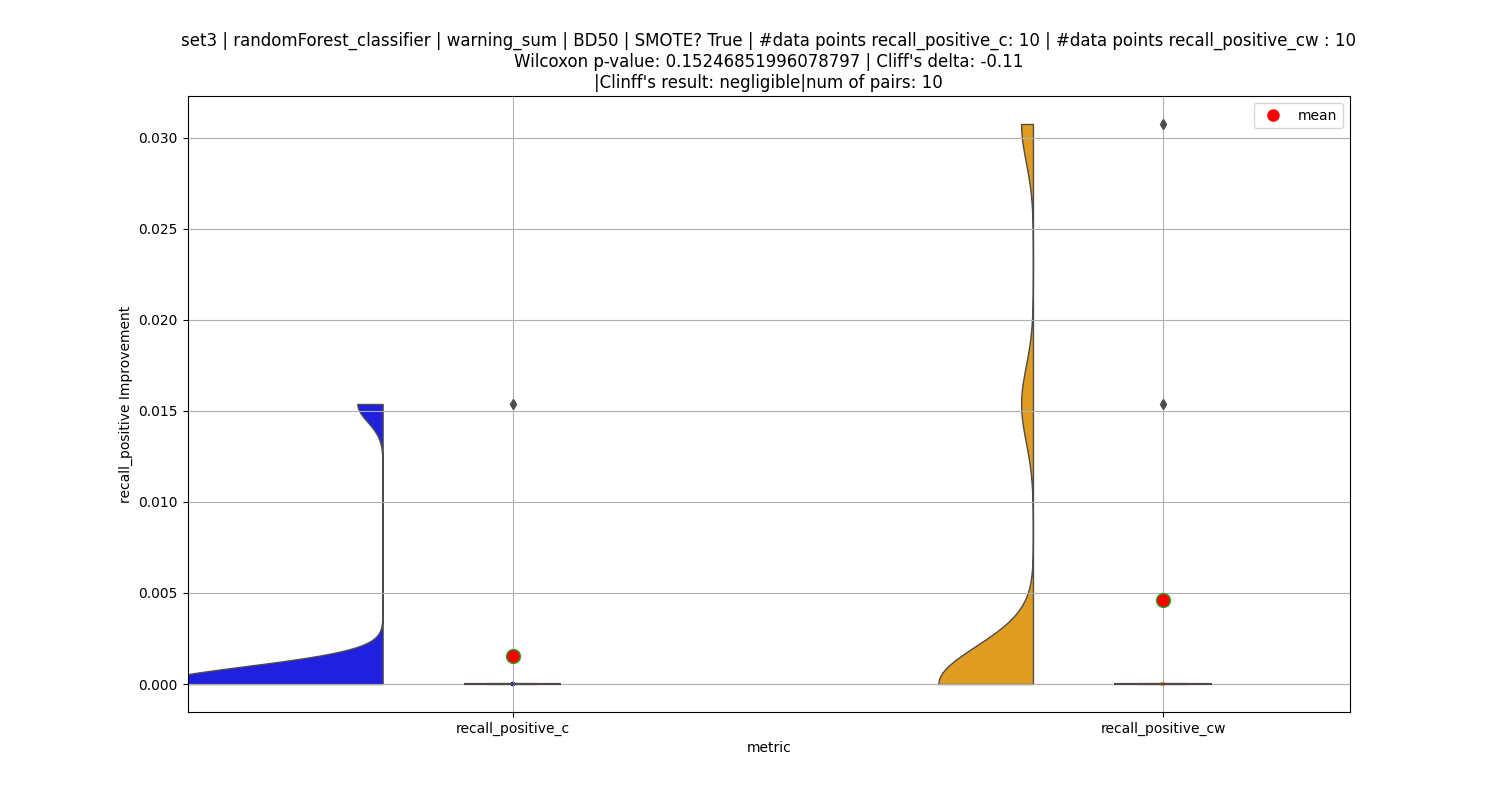 set3 | randomForest_classifier | warning_sum | BD50 | SMOTE? True | #data points recall_positive_c: 10 | #data points recall_positive_cw : 10
Wilcoxon p-value: 0.15246851996078797 | Cliff's delta: -0.11
|Clinff's result: negligible|num of pairs: 10
mean
0.030
0.025
0.020
0.015
0.010
0.005
0.000
recall_positive Improvement
recall_positive_c
recall_positive_cw
metric